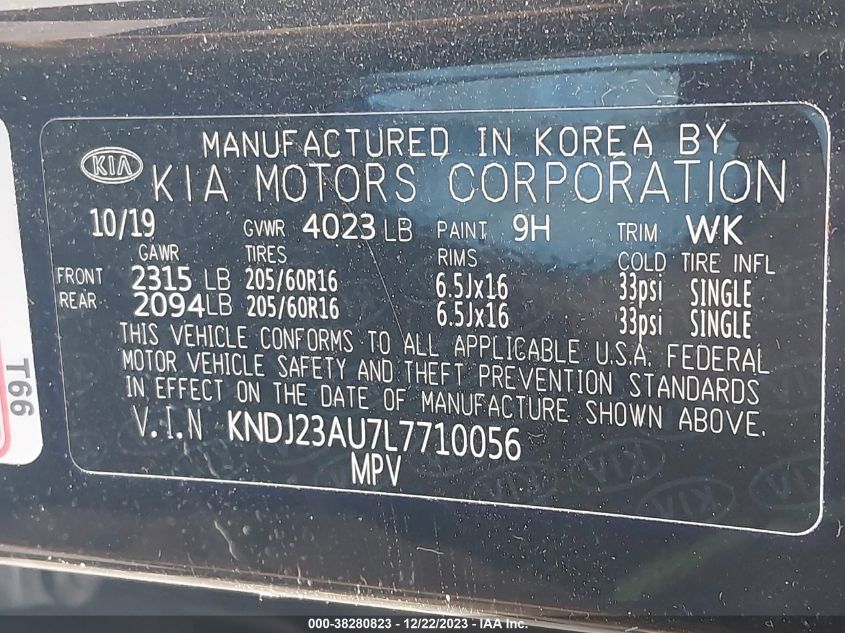 MANUFACTURED IN KOREA BY
KIA KIA MOTORS CORPORATION
10/19 GVWR 4023 LB PAINT 9H TRIM WK
GAWR TIRES RIMS COLD TIRE INFL
FRONT 2315 LB 205/60R16 6.5Jx16 33psi SINGLE
REAR 2094LB 205/60R16 6.5Jx16 33psi SINGLE
THIS VEHICLE CONFORMS TO ALL APPLICABLE U.S.A. FEDERAL
MOTOR VEHICLE SAFETY AND THEFT PREVENTION STANDARDS
IN EFFECT ON THE DATE OF MANUFACTURE SHOWN ABOVE.
V.I.N KNDJ23AU7L7710056
MPV
T66
000-38280823 - 12/22/2023 - IAA Inc.